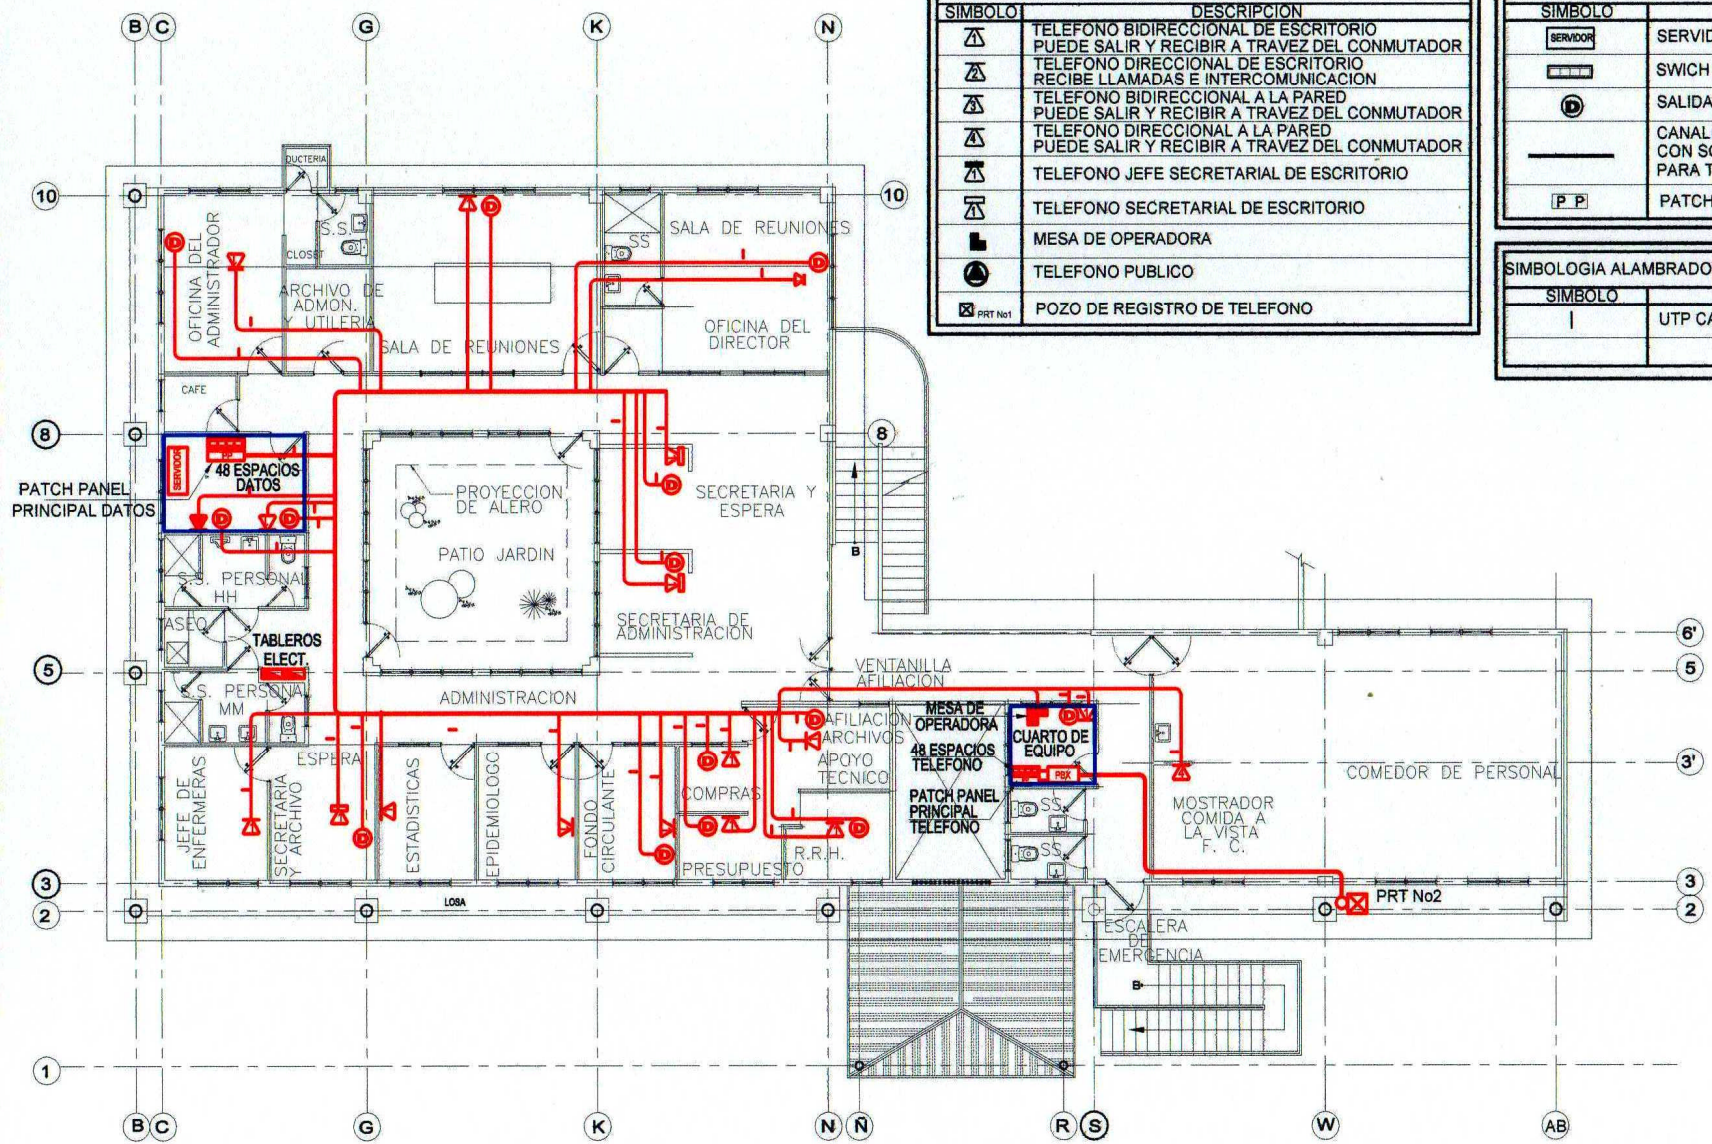 B C G K N
SIMBOLO DESCRIPCION
1 TELEFONO BIDIRECCIONAL DE ESCRITORIO
PUEDE SALIR Y RECIBIR A TRAVEZ DEL CONMUTADOR
2 TELEFONO DIRECCIONAL DE ESCRITORIO
RECIBE LLAMADAS E INTERCOMUNICACION
3 TELEFONO BIDIRECCIONAL A LA PARED
PUEDE SALIR Y RECIBIR A TRAVEZ DEL CONMUTADOR
4 TELEFONO DIRECCIONAL A LA PARED
PUEDE SALIR Y RECIBIR A TRAVEZ DEL CONMUTADOR
1 TELEFONO JEFE SECRETARIAL DE ESCRITORIO
1 TELEFONO SECRETARIAL DE ESCRITORIO
MESA DE OPERADORA
TELEFONO PUBLICO
PRT No1 POZO DE REGISTRO DE TELEFONO
SIMBOLO
SERVIDOR SERVID
SWICH
D SALIDA
CANAL
CON SO
PARA T
P P PATCH
SIMBOLOGIA ALAMBRADO
SIMBOLO
UTP CA
DUCTERIA
10
10
OFICINA DEL
ADMINISTRADOR
S.S.
CLOSET
ARCHIVO DE
ADMON.
Y UTILERIA
SALA DE REUNIONES
SS
SALA DE REUNIONES
OFICINA DEL
DIRECTOR
CAFE
8
8
SERVIDOR
PP
48 ESPACIOS
DATOS
PATCH PANEL
PRINCIPAL DATOS
PROYECCION
DE ALERO
PATIO JARDIN
SECRETARIA Y
ESPERA
B
S.S. PERSONAL
HH
ASEO
TABLEROS
ELECT.
SECRETARIA DE
ADMINISTRACION
5
6'
5
S.S. PERSONAL
MM
ADMINISTRACION
VENTANILLA
AFILIACION
AFILIACION
ARCHIVOS
APOYO
TECNICO
MESA DE
OPERADORA
CUARTO DE
EQUIPO
48 ESPACIOS
TELEFONO
PBX
PATCH PANEL
PRINCIPAL
TELEFONO
3'
COMEDOR DE PERSONAL
MOSTRADOR
COMIDA A
LA VISTA
F. C.
SS
SS
ESPERA
JEFE DE
ENFERMERAS
SECRETARIA
Y ARCHIVO
ESTADISTICAS
EPIDEMIOLOGO
FONDO
CIRCULANTE
COMPRAS
PRESUPUESTO
R.R.H.
3
3
2
2
LOSA
PRT No2
ESCALERA
DE
EMERGENCIA
B
1
B C G K N Ñ R S W AB